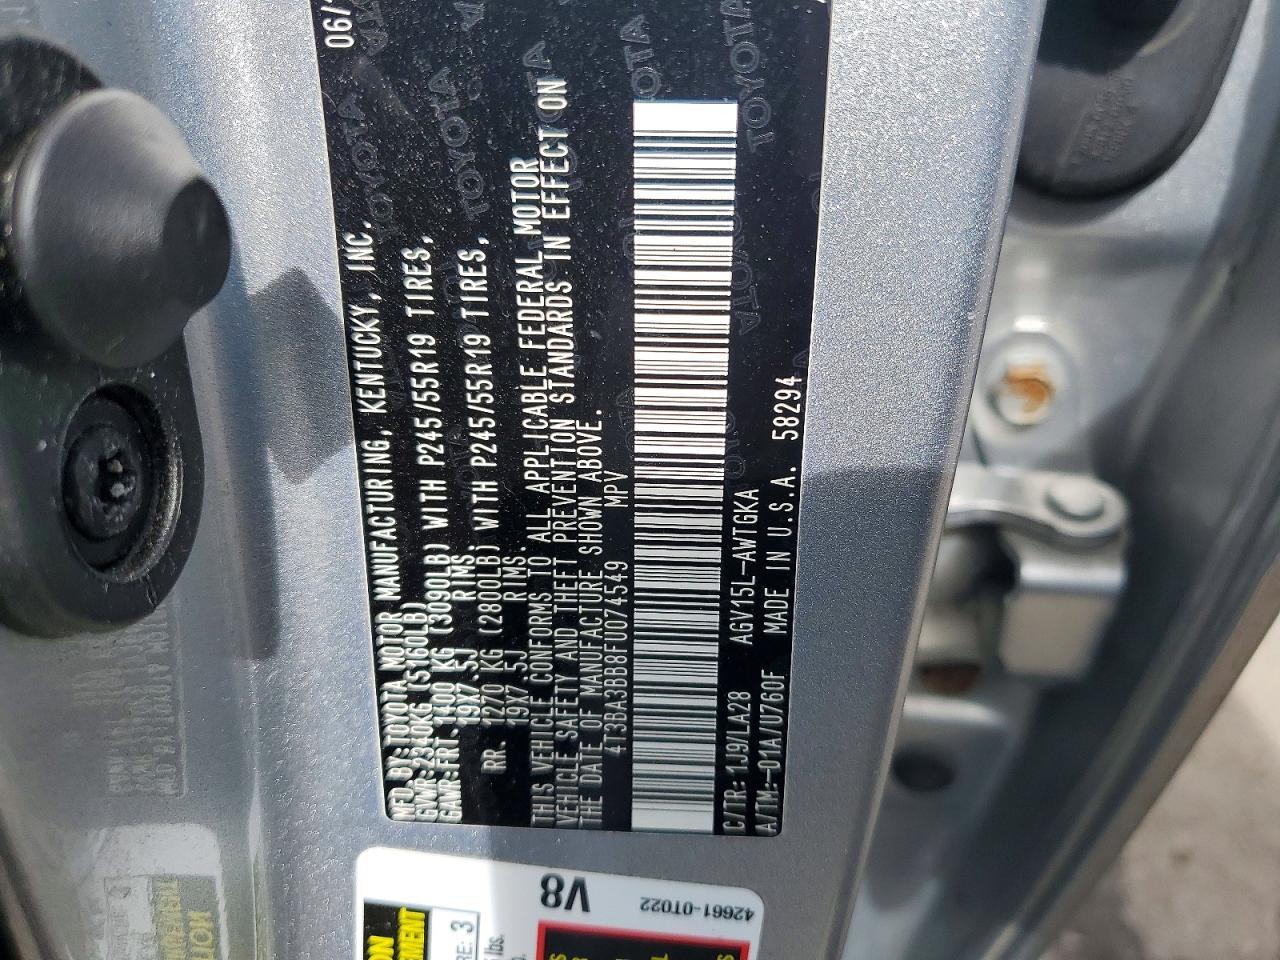 06/1
MFD. BY: TOYOTA MOTOR MANUFACTURING, KENTUCKY, INC.
GVWR: 2340KG (5160LB)
GAWR: FRT. 1400 KG (3090LB) WITH P245/55R19 TIRES,
19X7.5J RIMS;
RR. 1270 KG (2800LB) WITH P245/55R19 TIRES,
19X7.5J RIMS.
THIS VEHICLE CONFORMS TO ALL APPLICABLE FEDERAL MOTOR
VEHICLE SAFETY AND THEFT PREVENTION STANDARDS IN EFFECT ON
THE DATE OF MANUFACTURE SHOWN ABOVE.
4T3BA3BB8FU074549 MPV
C/TR: 1J9/LA28 AGV15L-AWTGKA
A/TM: -01A/U760F MADE IN U.S.A. 58294
TOYOTA
V8
42661-0T022